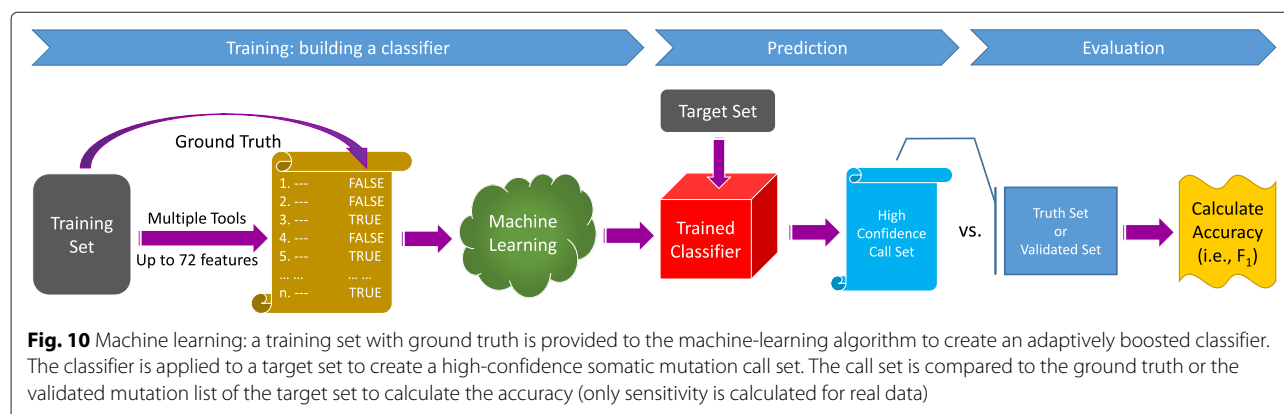 Training: building a classifier
Prediction
Evaluation
Ground Truth
Training
Set
Multiple Tools
Up to 72 features
1. --- FALSE
2. --- FALSE
3. --- TRUE
4. --- FALSE
5. --- TRUE
... ... ... ...
n. --- TRUE
Machine
Learning
Target Set
Trained
Classifier
High
Confidence
Call Set
vs.
Truth Set
or
Validated Set
Calculate
Accuracy
(i.e., F1)
Fig. 10 Machine learning: a training set with ground truth is provided to the machine-learning algorithm to create an adaptively boosted classifier.
The classifier is applied to a target set to create a high-confidence somatic mutation call set. The call set is compared to the ground truth or the
validated mutation list of the target set to calculate the accuracy (only sensitivity is calculated for real data)